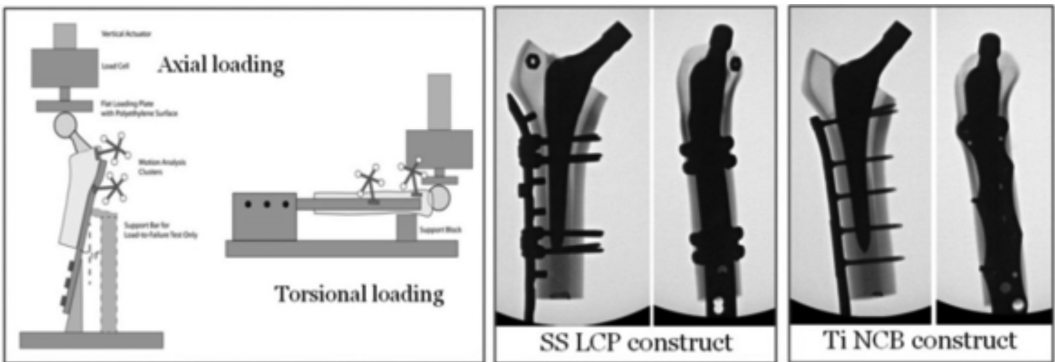 Vertical Actuator
Load Cell
Axial loading
Flat Loading Plate
with Polyethylene Surface
Motion Analysis
Clusters
Support Bar for
Load-to-Failure Test Only
Support Block
Torsional loading
SS LCP construct
Ti NCB construct